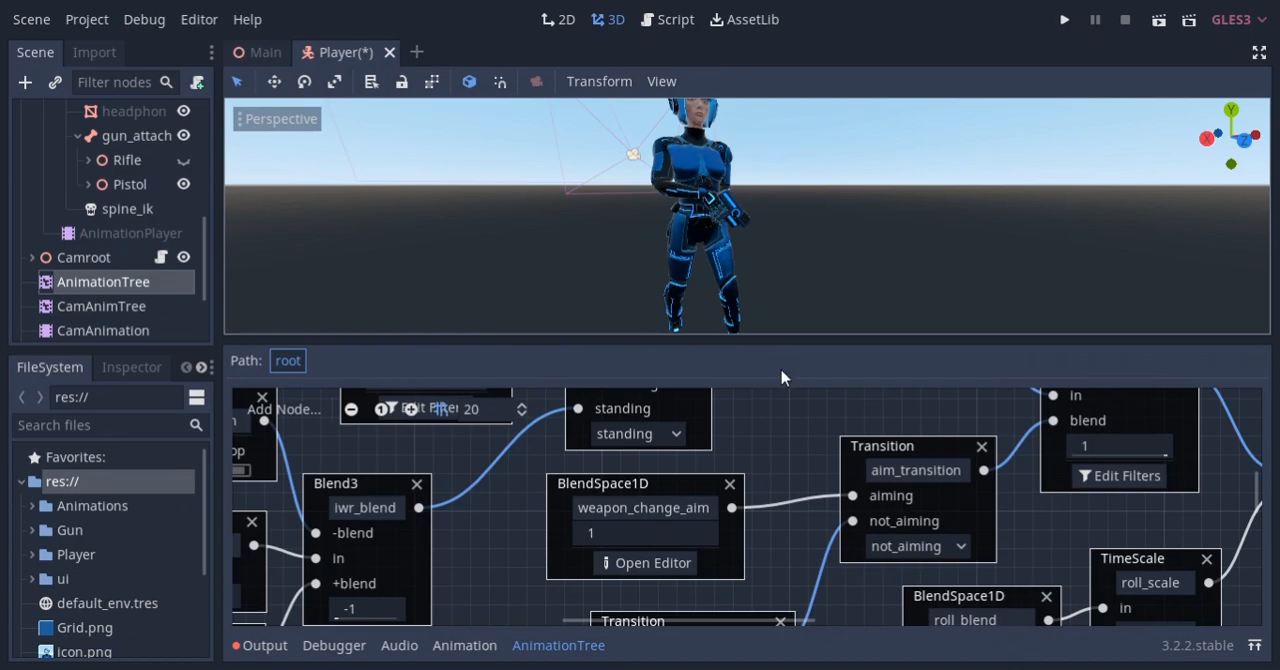 Scene Project Debug Editor Help
2D 3D Script AssetLib
GLES3
Scene Import
Main Player(*)
Filter nodes
Transform View
headphon
gun_attach
Rifle
Pistol
spine_ik
AnimationPlayer
Camroot
AnimationTree
CamAnimTree
CamAnimation
Perspective
Y
X
Z
FileSystem Inspector
res://
Search files
Favorites:
res://
Animations
Gun
Player
ui
default_env.tres
Grid.png
icon.png
Path: root
Add Node...
20
standing
standing
Blend3
iwr_blend
-blend
in
+blend
-1
BlendSpace1D
weapon_change_aim
1
Open Editor
Transition
Transition
aim_transition
aiming
not_aiming
not_aiming
in
blend
1
Edit Filters
BlendSpace1D
roll_blend
TimeScale
roll_scale
in
Output Debugger Audio Animation AnimationTree
3.2.2.stable